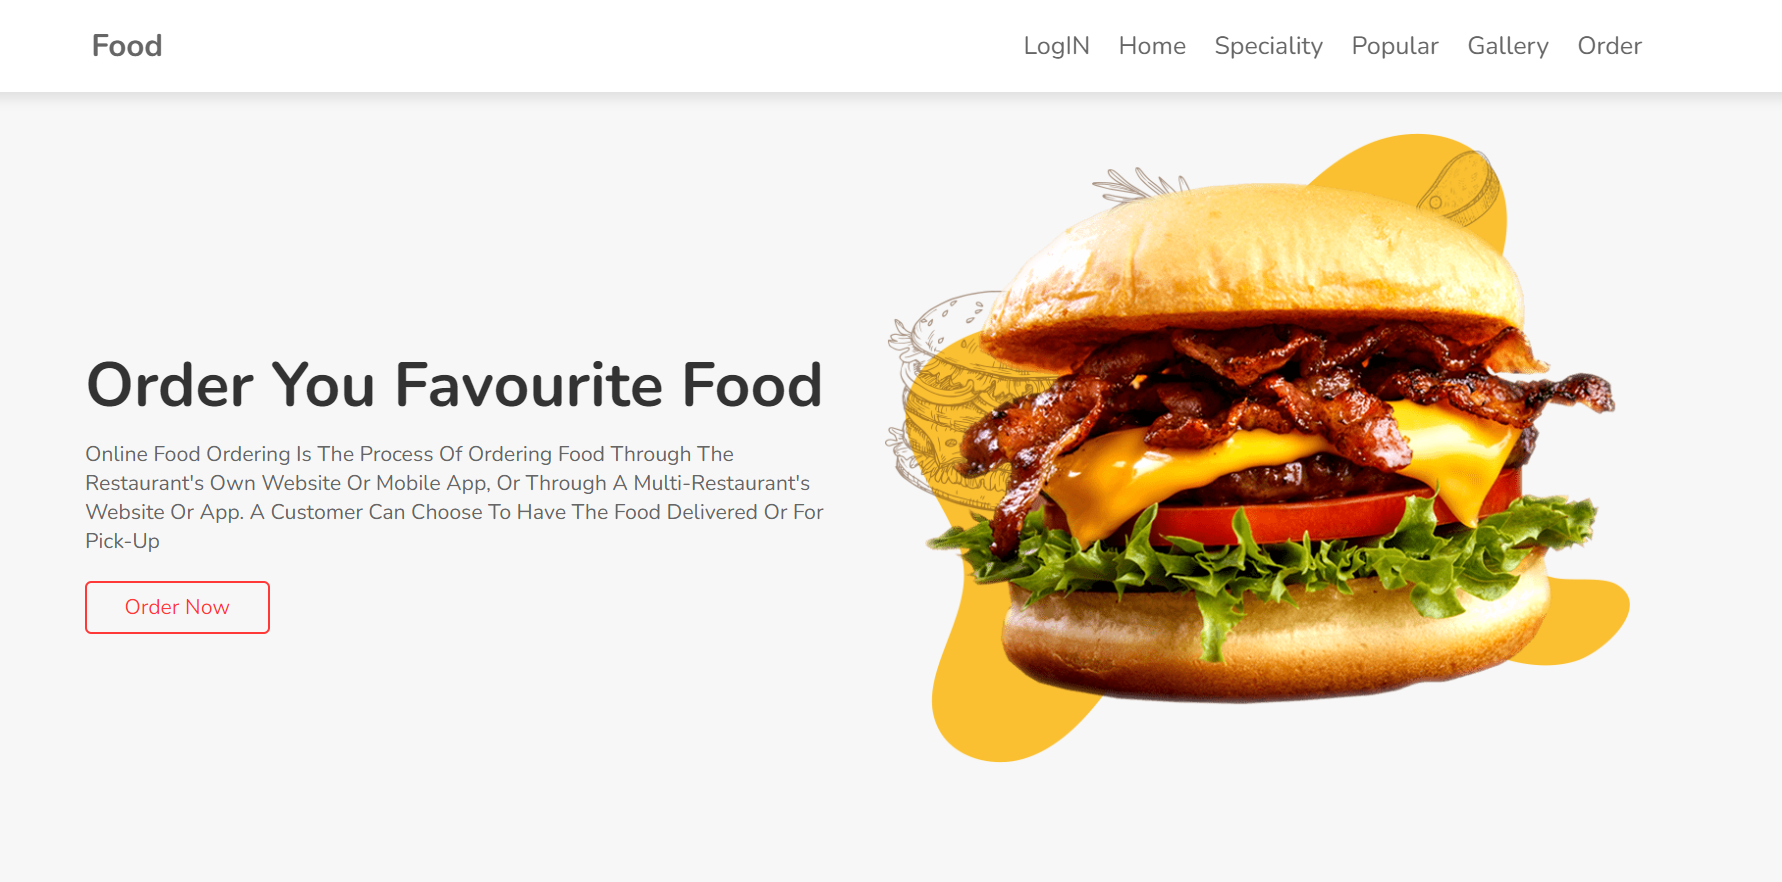 Food
LogIN Home Speciality Popular Gallery Order
Order You Favourite Food
Online Food Ordering Is The Process Of Ordering Food Through The
Restaurant's Own Website Or Mobile App, Or Through A Multi-Restaurant's
Website Or App. A Customer Can Choose To Have The Food Delivered Or For
Pick-Up
Order Now